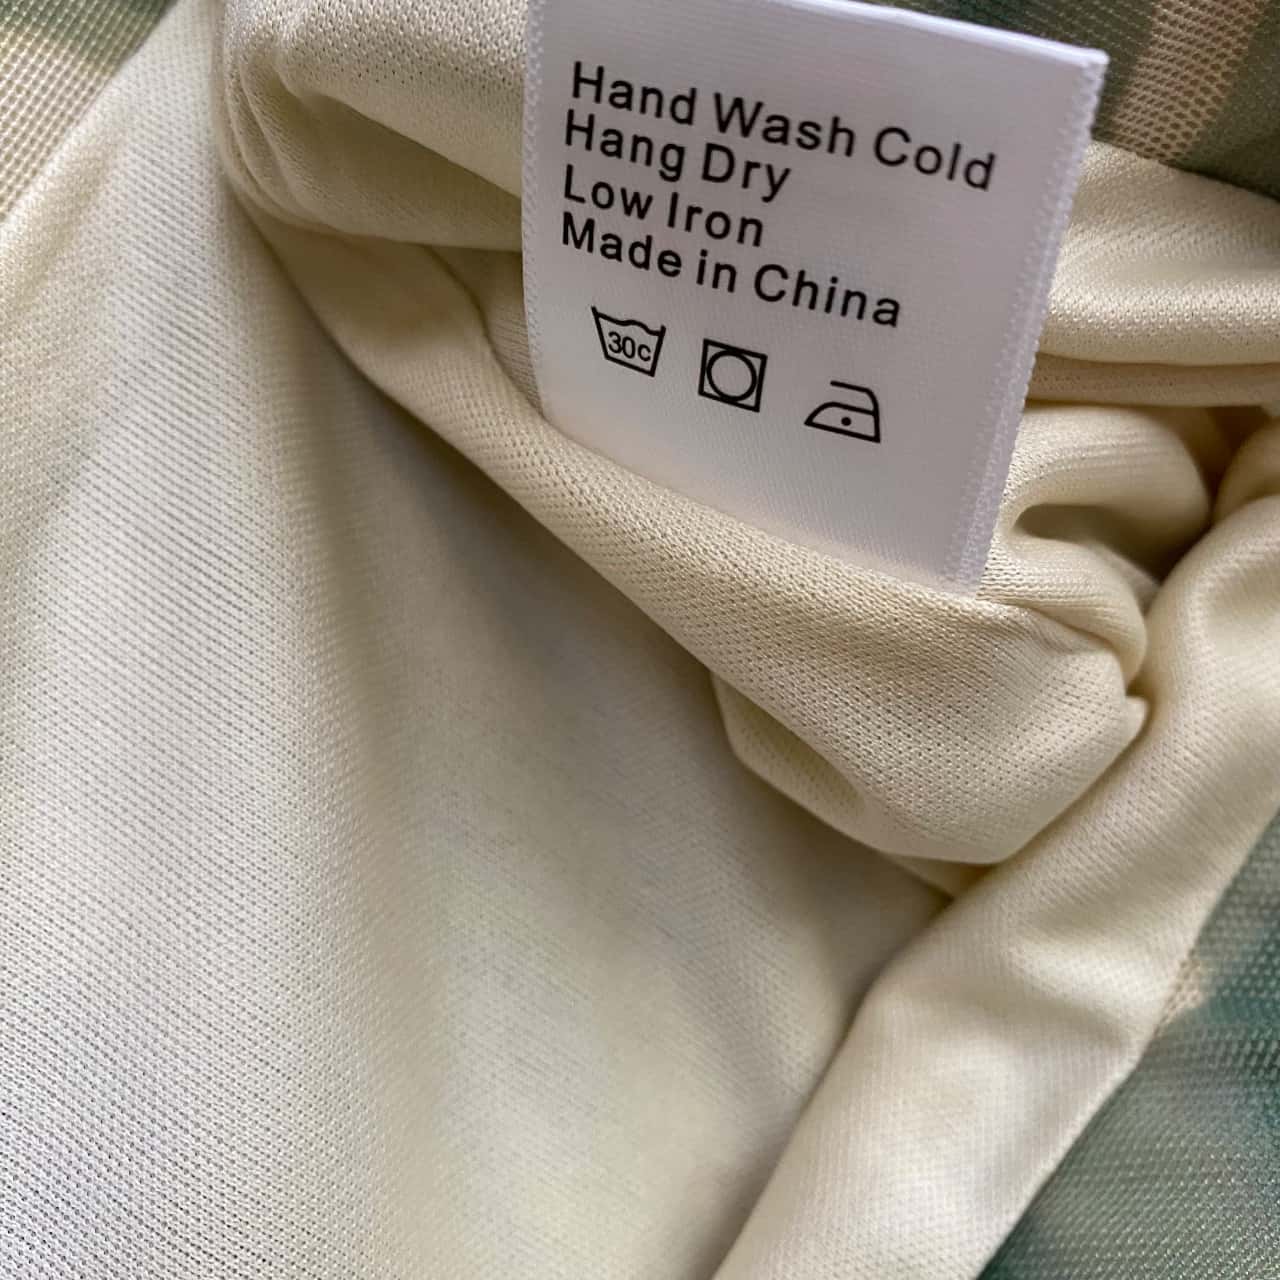 Hand Wash Cold
Hang Dry
Low Iron
Made in China
30c